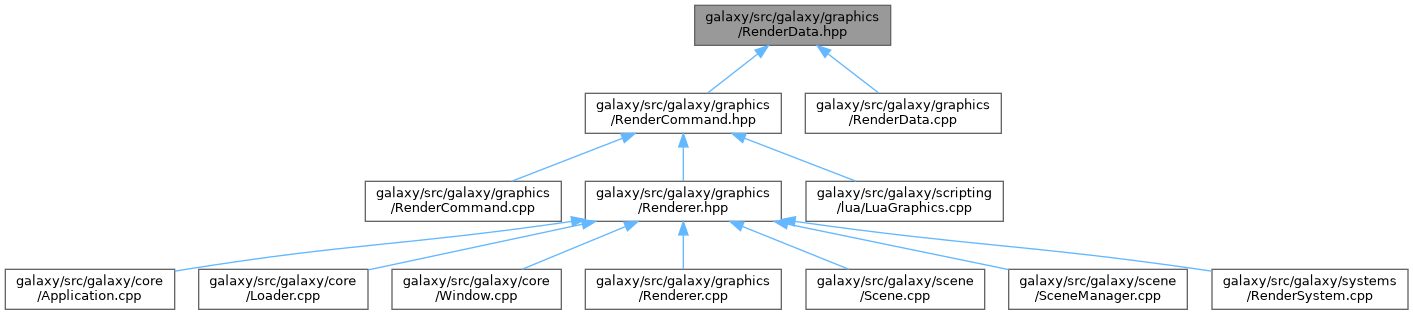 galaxy/src/galaxy/graphics
/RenderData.hpp
galaxy/src/galaxy/graphics
/RenderCommand.hpp
galaxy/src/galaxy/graphics
/RenderData.cpp
galaxy/src/galaxy/graphics
/RenderCommand.cpp
galaxy/src/galaxy/graphics
/Renderer.hpp
galaxy/src/galaxy/scripting
/lua/LuaGraphics.cpp
galaxy/src/galaxy/core
/Application.cpp
galaxy/src/galaxy/core
/Loader.cpp
galaxy/src/galaxy/core
/Window.cpp
galaxy/src/galaxy/graphics
/Renderer.cpp
galaxy/src/galaxy/scene
/Scene.cpp
galaxy/src/galaxy/scene
/SceneManager.cpp
galaxy/src/galaxy/systems
/RenderSystem.cpp